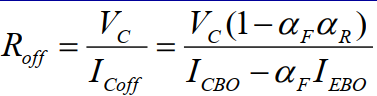 R_off = V_C / I_Coff = V_C(1−α_F α_R) / (I_CBO − α_F I_EBO)